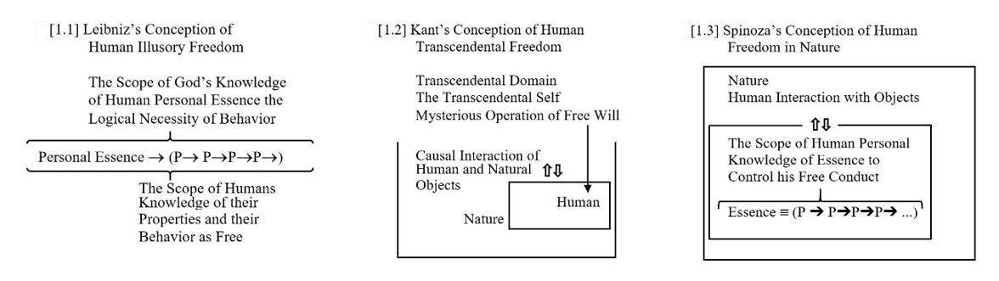 [1.1] Leibniz's Conception of
Human Illusory Freedom
The Scope of God's Knowledge
of Human Personal Essence the
Logical Necessity of Behavior
Personal Essence → (P→ P→P→P→)
The Scope of Humans
Knowledge of their
Properties and their
Behavior as Free
[1.2] Kant's Conception of Human
Transcendental Freedom
Transcendental Domain
The Transcendental Self
Mysterious Operation of Free Will
Causal Interaction of
Human and Natural
Objects
Human
Nature
[1.3] Spinoza's Conception of Human
Freedom in Nature
Nature
Human Interaction with Objects
The Scope of Human Personal
Knowledge of Essence to
Control his Free Conduct
Essence ≡ (P ➔ P➔P➔P➔ ...)